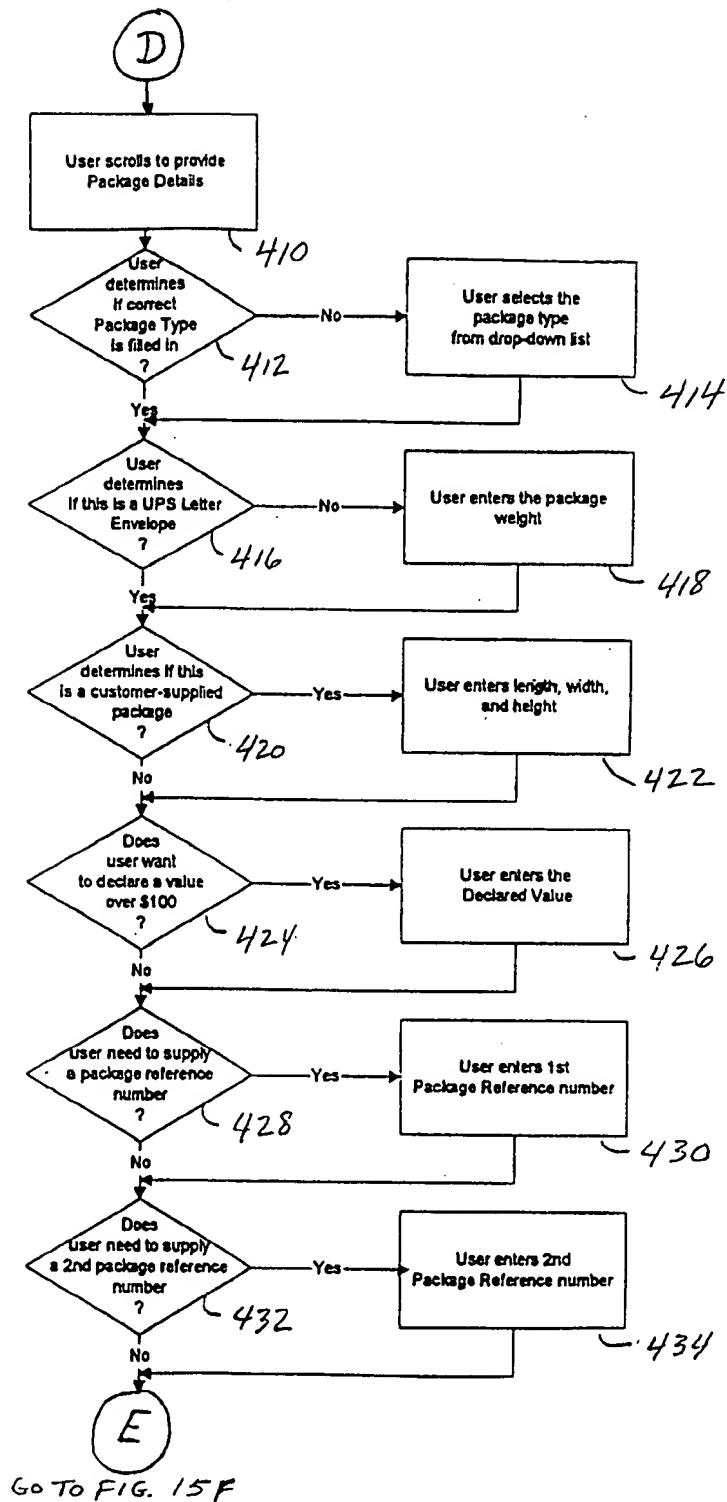 D
User scrolls to provide
Package Details
410
User
determines
if correct
Package Type
is filled in
?
412
No
User selects the
package type
from drop-down list
414
Yes
User
determines
if this is a UPS Letter
Envelope
?
416
No
User enters the package
weight
418
Yes
User
determines if this
is a customer-supplied
package
?
420
Yes
User enters length, width,
and height
422
No
Does
user want
to declare a value
over $100
?
424
Yes
User enters the
Declared Value
426
No
Does
user need to supply
a package reference
number
?
428
Yes
User enters 1st
Package Reference number
430
No
Does
user need to supply
a 2nd package reference
number
?
432
Yes
User enters 2nd
Package Reference number
434
No
E
GO TO FIG. 15F